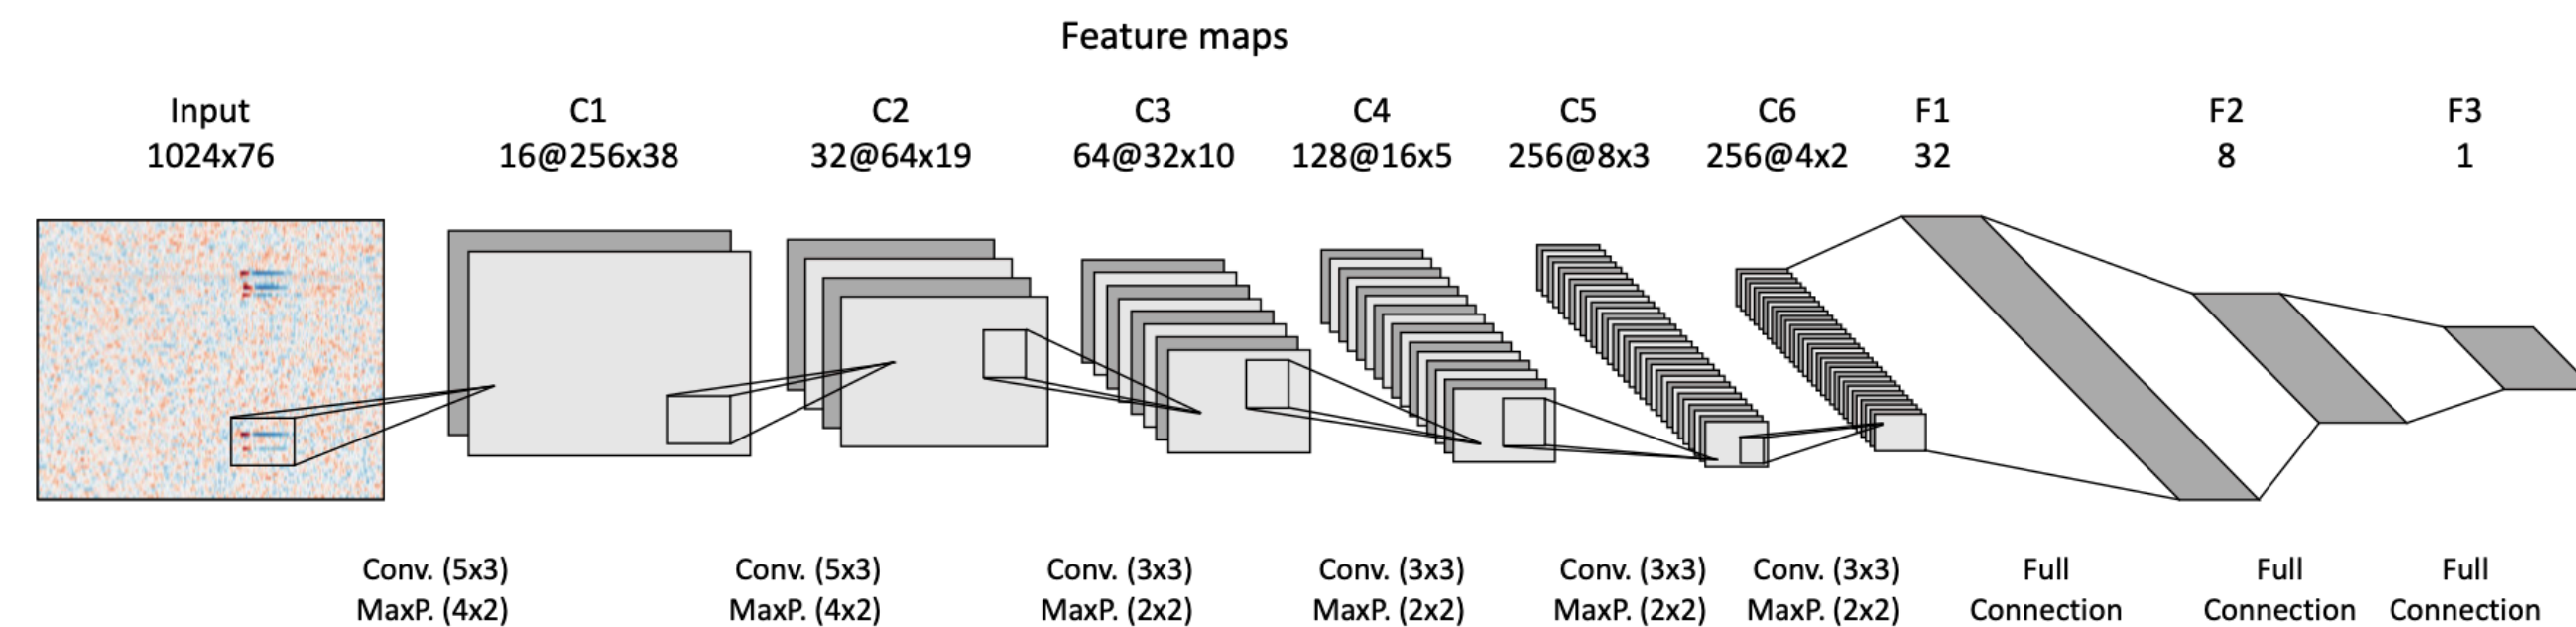 Feature maps
Input C1 C2 C3 C4 C5 C6 F1 F2 F3
1024x76 16@256x38 32@64x19 64@32x10 128@16x5 256@8x3 256@4x2 32 8 1
Conv. (5x3) Conv. (5x3) Conv. (3x3) Conv. (3x3) Conv. (3x3) Conv. (3x3) Full Full Full
MaxP. (4x2) MaxP. (4x2) MaxP. (2x2) MaxP. (2x2) MaxP. (2x2) MaxP. (2x2) Connection Connection Connection